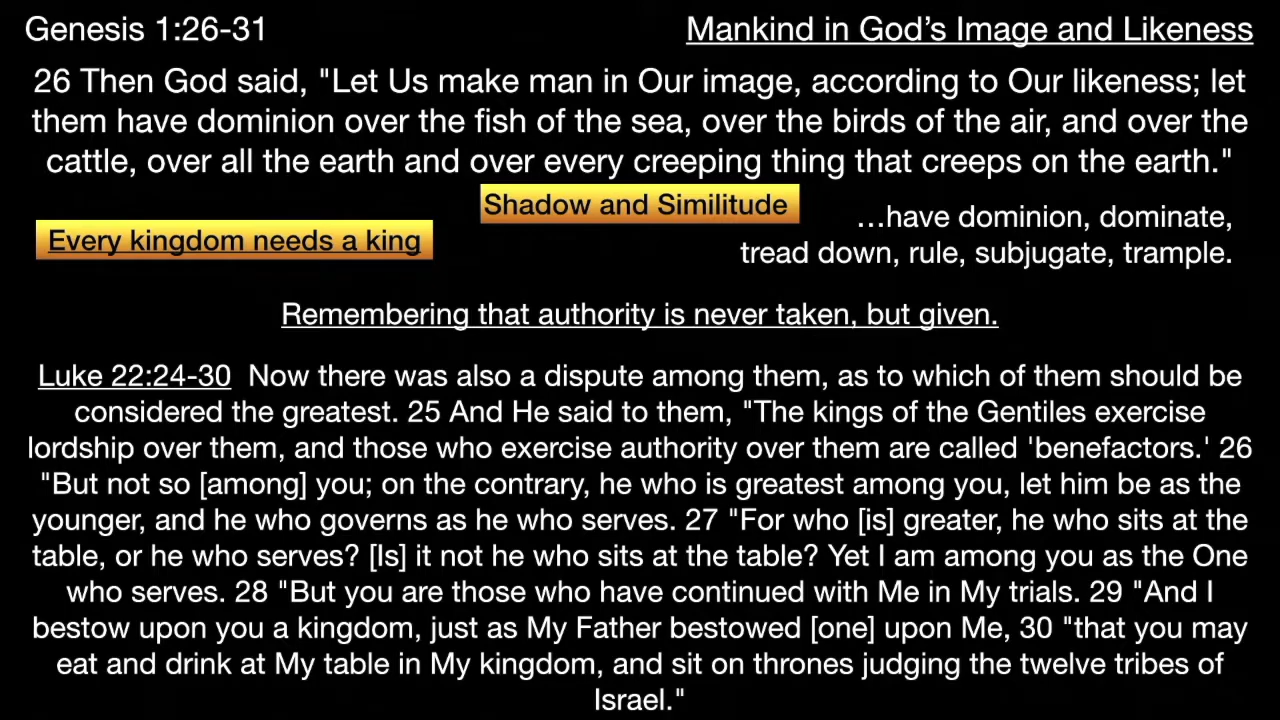 Genesis 1:26-31
Mankind in God’s Image and Likeness
26 Then God said, "Let Us make man in Our image, according to Our likeness; let
them have dominion over the fish of the sea, over the birds of the air, and over the
cattle, over all the earth and over every creeping thing that creeps on the earth."
Shadow and Similitude
Every kingdom needs a king
…have dominion, dominate,
tread down, rule, subjugate, trample.
Remembering that authority is never taken, but given.
Luke 22:24-30  Now there was also a dispute among them, as to which of them should be
considered the greatest. 25 And He said to them, "The kings of the Gentiles exercise
lordship over them, and those who exercise authority over them are called 'benefactors.' 26
"But not so [among] you; on the contrary, he who is greatest among you, let him be as the
younger, and he who governs as he who serves. 27 "For who [is] greater, he who sits at the
table, or he who serves? [Is] it not he who sits at the table? Yet I am among you as the One
who serves. 28 "But you are those who have continued with Me in My trials. 29 "And I
bestow upon you a kingdom, just as My Father bestowed [one] upon Me, 30 "that you may
eat and drink at My table in My kingdom, and sit on thrones judging the twelve tribes of
Israel."